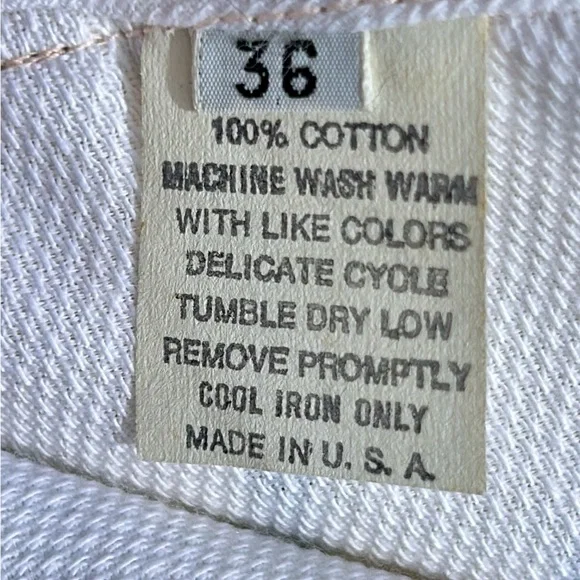 36
100% COTTON
MACHINE WASH WARM
WITH LIKE COLORS
DELICATE CYCLE
TUMBLE DRY LOW
REMOVE PROMPTLY
COOL IRON ONLY
MADE IN U. S. A.